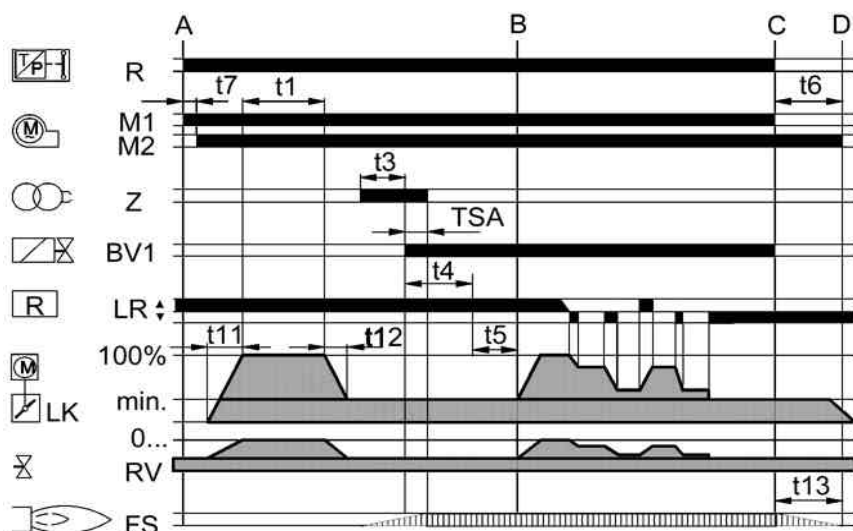 A B C D
T P R
t7 t1 t6
M M1
M2
t3
Z
TSA
BV1
t4
R LR
t11 t12 t5
M 100%
LK min.
0...
RV
t13
FS